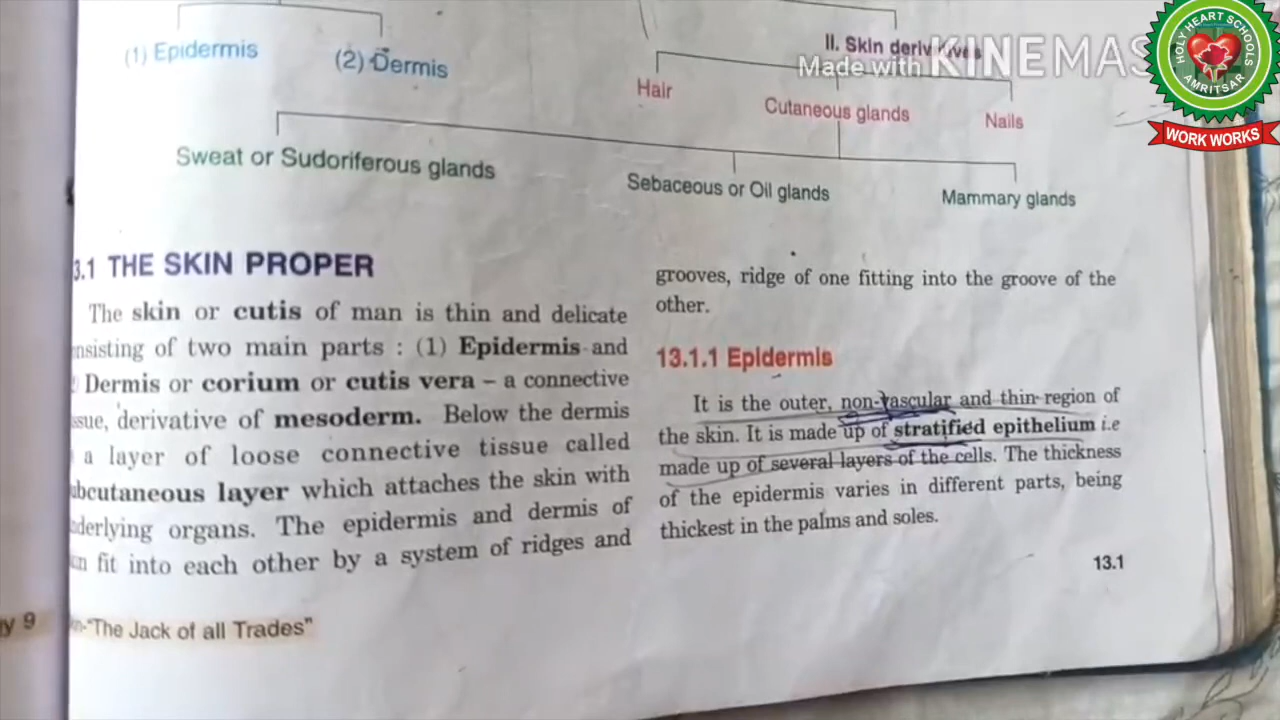 (1) Epidermis
(2) Dermis
II. Skin
Made with KINEMAS
Hair
Cutaneous glands
Nails
Sweat or Sudoriferous glands
Sebaceous or Oil glands
Mammary glands
HOLY HEART SCHOOLS
AMRITSAR
WORK WORKS
3.1 THE SKIN PROPER
The skin or cutis of man is thin and delicate
nsisting of two main parts : (1) Epidermis and
Dermis or corium or cutis vera – a connective
ssue, derivative of mesoderm. Below the dermis
a layer of loose connective tissue called
ubcutaneous layer which attaches the skin with
nderlying organs. The epidermis and dermis of
fit into each other by a system of ridges and
grooves, ridge of one fitting into the groove of the
other.
13.1.1 Epidermis
It is the outer, non-vascular and thin region of
the skin. It is made up of stratified epithelium i.e
made up of several layers of the cells. The thickness
of the epidermis varies in different parts, being
thickest in the palms and soles.
13.1
gy 9
in-"The Jack of all Trades"